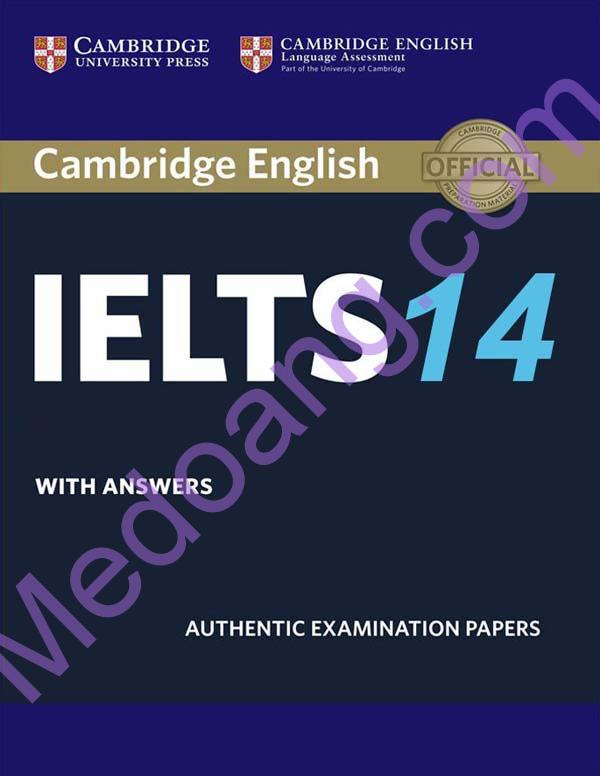 CAMBRIDGE
UNIVERSITY PRESS
CAMBRIDGE ENGLISH
Language Assessment
Part of the University of Cambridge
Cambridge English
CAMBRIDGE
OFFICIAL
PREPARATION MATERIAL
IELTS 14
WITH ANSWERS
AUTHENTIC EXAMINATION PAPERS
Medoang.com